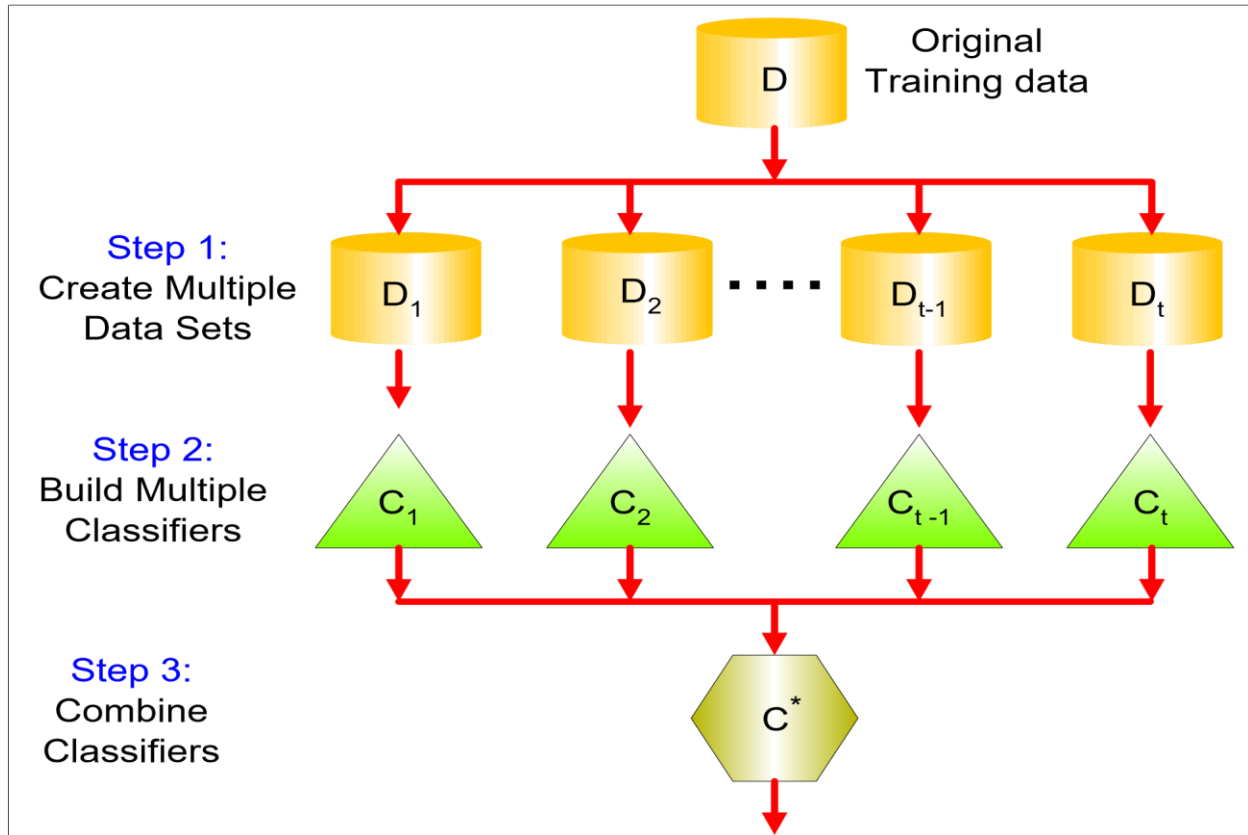 D
Original
Training data
Step 1:
Create Multiple
Data Sets
D1
D2
....
Dt-1
Dt
Step 2:
Build Multiple
Classifiers
C1
C2
Ct -1
Ct
Step 3:
Combine
Classifiers
C*